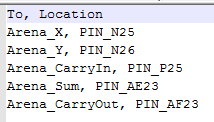 To, Location
Arena_X, PIN_N25
Arena_Y, PIN_N26
Arena_CarryIn, PIN_P25
Arena_Sum, PIN_AE23
Arena_CarryOut, PIN_AF23